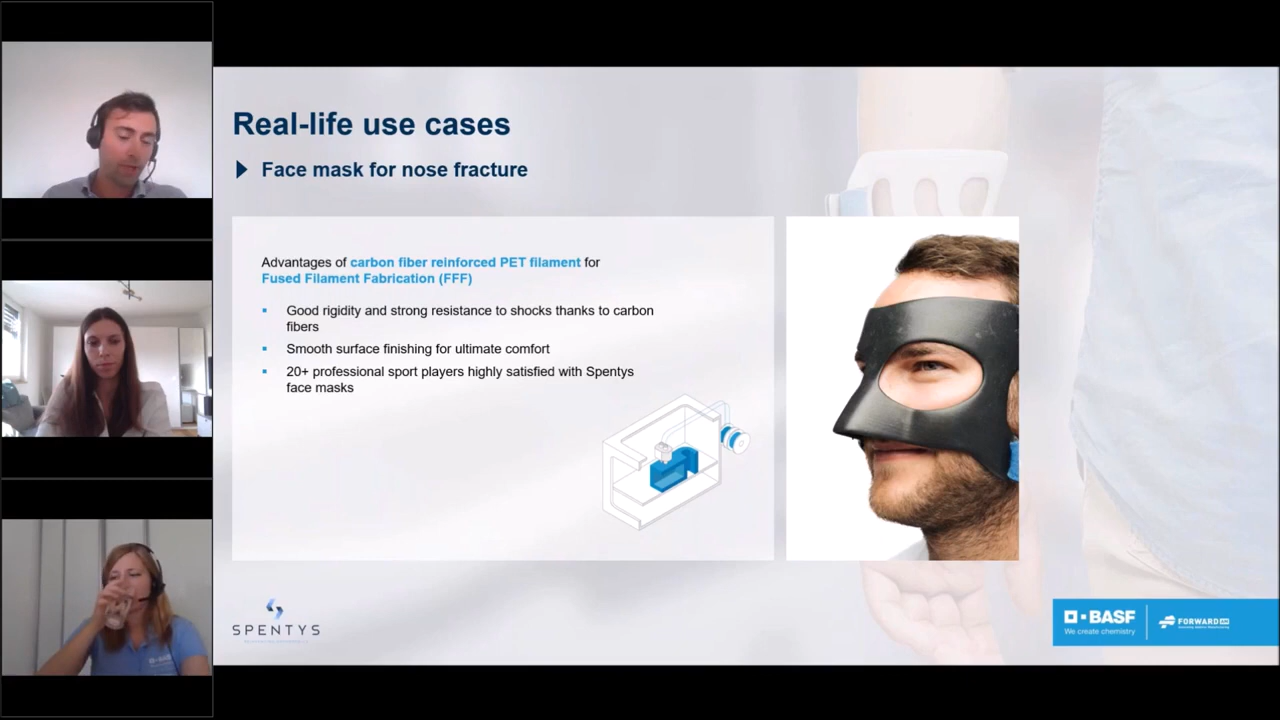 Real-life use cases
Face mask for nose fracture
Advantages of carbon fiber reinforced PET filament for
Fused Filament Fabrication (FFF)
Good rigidity and strong resistance to shocks thanks to carbon
fibers
Smooth surface finishing for ultimate comfort
20+ professional sport players highly satisfied with Spentys
face masks
SPENTYS
BASF
We create chemistry
FORWARD AM
BASF